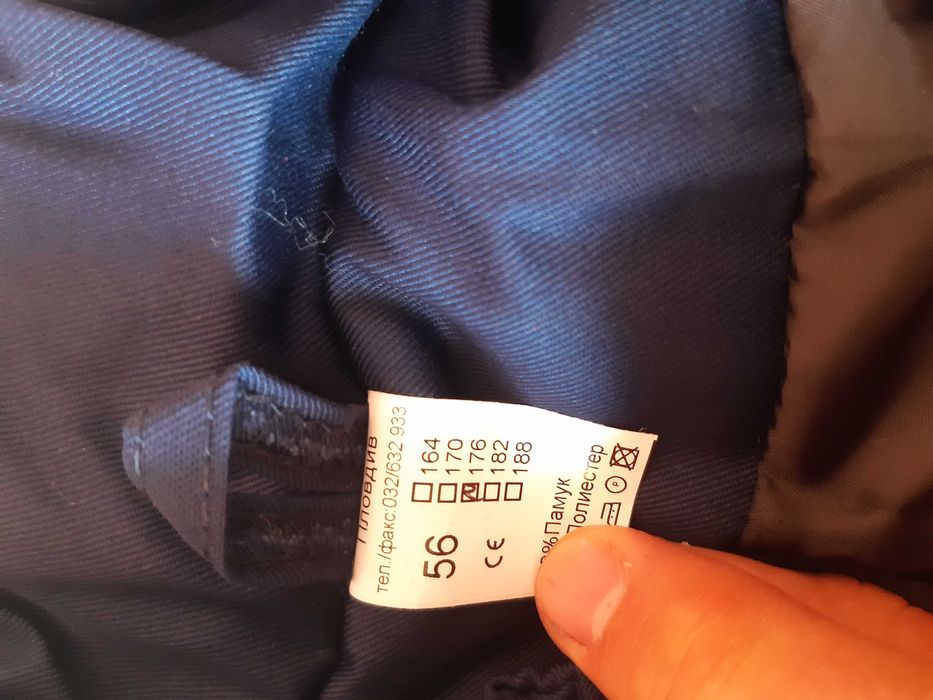 Пловдив
тел./факс:032/632 933
164
170
176
182
188
56
CE
% Памук
Полиестер
P